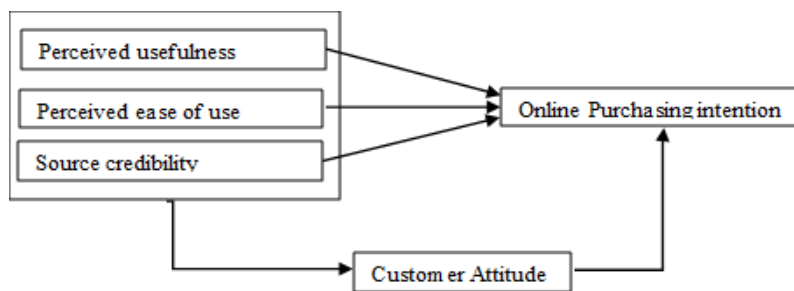 Perceived usefulness
Perceived ease of use
Online Purchasing intention
Source credibility
Customer Attitude